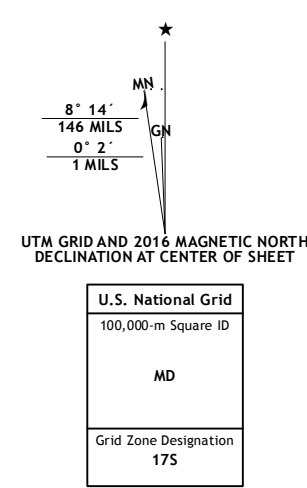 MN
8° 14´
146 MILS
GN
0° 2´
1 MILS
UTM GRID AND 2016 MAGNETIC NORTH
DECLINATION AT CENTER OF SHEET
U.S. National Grid
100,000-m Square ID
MD
Grid Zone Designation
17S